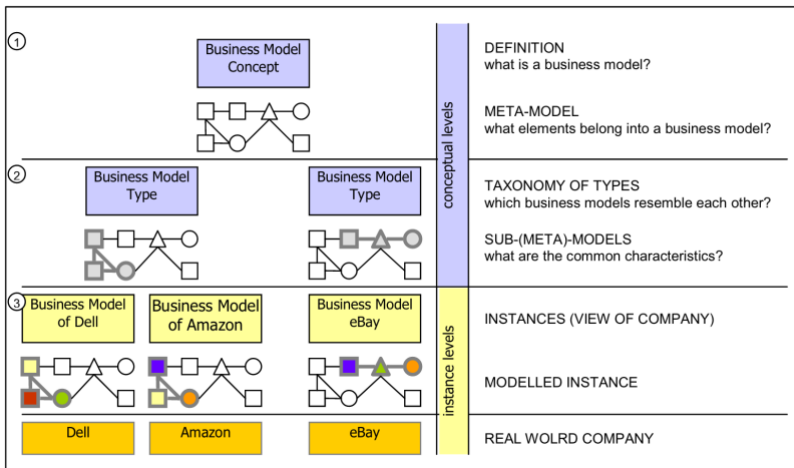 1
Business Model
Concept
DEFINITION
what is a business model?
META-MODEL
what elements belong into a business model?
conceptual levels
2
Business Model
Type
Business Model
Type
TAXONOMY OF TYPES
which business models resemble each other?
SUB-(META)-MODELS
what are the common characteristics?
3
Business Model
of Dell
Business Model
of Amazon
Business Model
eBay
INSTANCES (VIEW OF COMPANY)
MODELLED INSTANCE
instance levels
Dell
Amazon
eBay
REAL WOLRD COMPANY